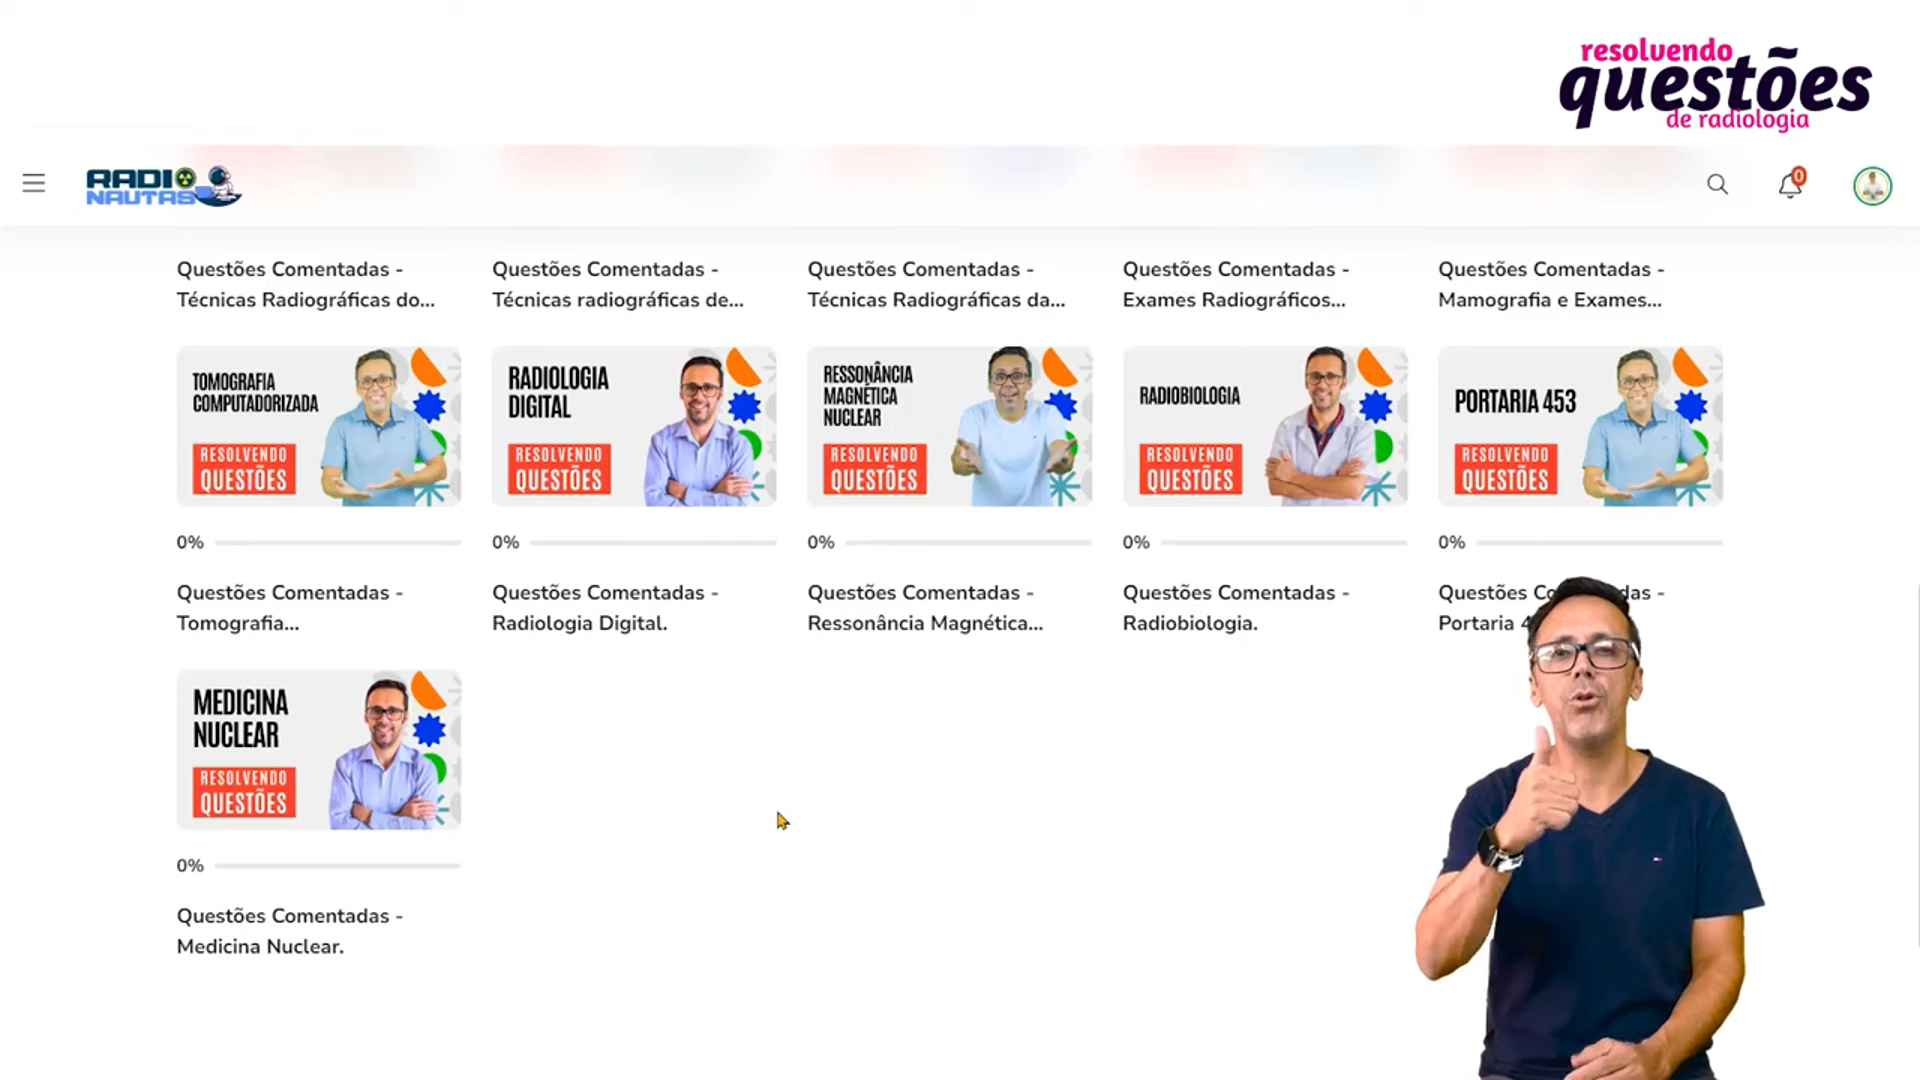 resolvendo
questões
de radiologia
RADIO
NAUTAS
0
Questões Comentadas -
Técnicas Radiográficas do...
Questões Comentadas -
Técnicas radiográficas de...
Questões Comentadas -
Técnicas Radiográficas da...
Questões Comentadas -
Exames Radiográficos...
Questões Comentadas -
Mamografia e Exames...
TOMOGRAFIA
COMPUTADORIZADA
RESOLVENDO
QUESTÕES
RADIOLOGIA
DIGITAL
RESOLVENDO
QUESTÕES
RESSONÂNCIA
MAGNÉTICA
NUCLEAR
RESOLVENDO
QUESTÕES
RADIOBIOLOGIA
RESOLVENDO
QUESTÕES
PORTARIA 453
RESOLVENDO
QUESTÕES
0%
0%
0%
0%
0%
Questões Comentadas -
Tomografia...
Questões Comentadas -
Radiologia Digital.
Questões Comentadas -
Ressonância Magnética...
Questões Comentadas -
Radiobiologia.
Questões Co das -
Portaria 4
MEDICINA
NUCLEAR
RESOLVENDO
QUESTÕES
0%
Questões Comentadas -
Medicina Nuclear.